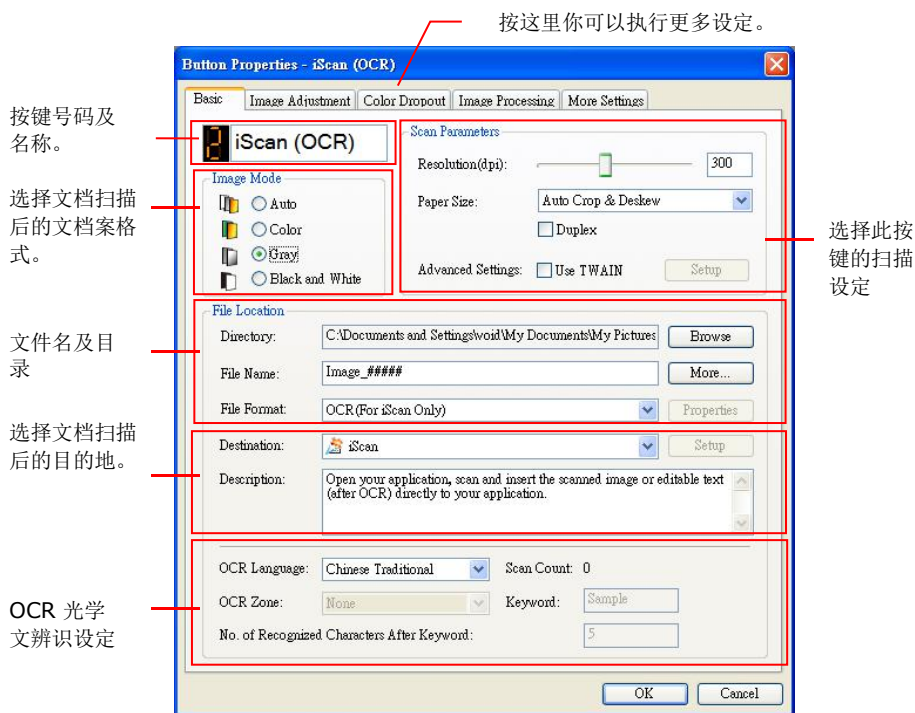 按这里你可以执行更多设定。
Button Properties - iScan (OCR)
Basic Image Adjustment Color Dropout Image Processing More Settings
按键号码及
名称。
2 iScan (OCR)
选择文档扫描
后的文档案格
式。
Image Mode
Auto
Color
Gray
Black and White
Scan Parameters
Resolution(dpi): 300
Paper Size: Auto Crop & Deskew
Duplex
Advanced Settings: Use TWAIN Setup
选择此按
键的扫描
设定
文件名及目
录
File Location
Directory: C:\Documents and Settings\void\My Documents\My Pictures Browse
File Name: Image_##### More...
File Format: OCR(For iScan Only) Properties
选择文档扫描
后的目的地。
Destination: iScan Setup
Description: Open your application, scan and insert the scanned image or editable text
(after OCR) directly to your application.
OCR 光学
文辨识设定
OCR Language: Chinese Traditional Scan Count: 0
OCR Zone: None Keyword: Sample
No. of Recognized Characters After Keyword: 5
OK Cancel